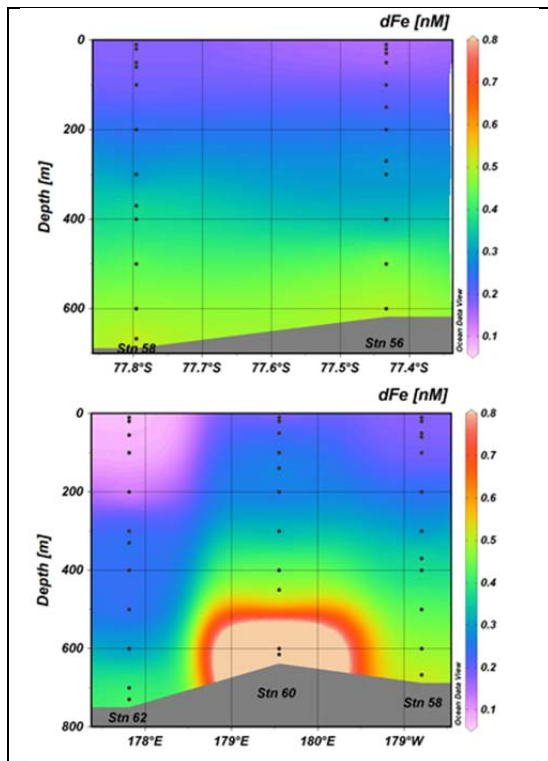 dFe [nM]
0
200
400
600
Depth [m]
Stn 58
Stn 56
77.8°S
77.7°S
77.6°S
77.5°S
77.4°S
0.8
0.7
0.6
0.5
0.4
0.3
0.2
0.1
Ocean Data View
dFe [nM]
0
200
400
600
800
Depth [m]
Stn 62
Stn 60
Stn 58
178°E
179°E
180°E
179°W
0.8
0.7
0.6
0.5
0.4
0.3
0.2
0.1
Ocean Data View